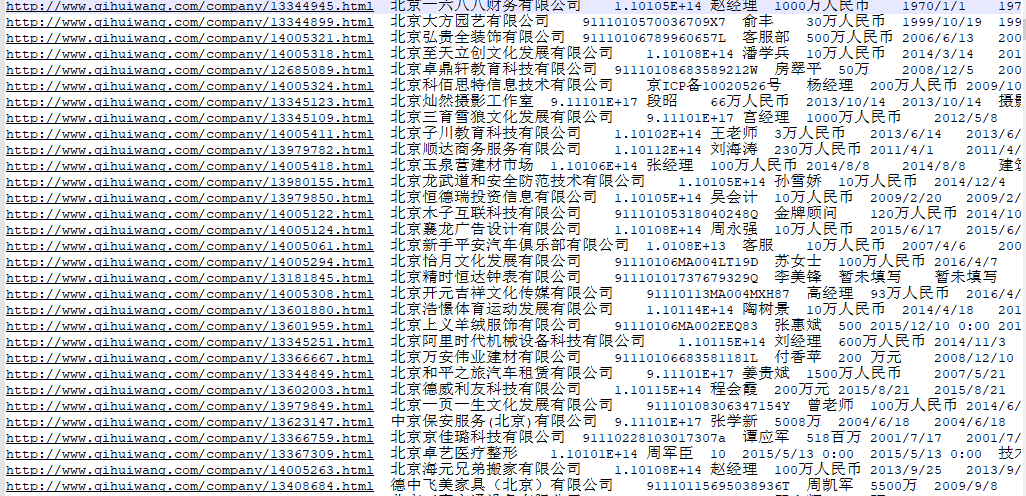 http://www.qihuiwang.com/company/13344945.html 北京一六八八财务有限公司 1.10105E+14 赵经理 1000万人民币 1970/1/1 197
http://www.qihuiwang.com/company/13344899.html 北京大方园艺有限公司 9111010570036709X7 俞丰 30万人民币 1999/10/19 1999
http://www.qihuiwang.com/company/14005321.html 北京弘贵全装饰有限公司 91110106789960657L 客服部 500万人民币 2006/6/13 200
http://www.qihuiwang.com/company/14005318.html 北京至天立创文化发展有限公司 1.10108E+14 潘学兵 10万人民币 2014/3/14 201
http://www.qihuiwang.com/company/12685089.html 北京卓鼎轩教育科技有限公司 91110108683589212W 房翠平 50万 2008/12/5 200
http://www.qihuiwang.com/company/14005324.html 北京科佰思特信息技术有限公司 京ICP备10020526号 杨经理 200万人民币 2009/10
http://www.qihuiwang.com/company/13345123.html 北京灿然摄影工作室 9.11101E+17 段昭 66万人民币 2013/10/14 2013/10/14 摄影
http://www.qihuiwang.com/company/13345109.html 北京三育雪狼文化发展有限公司 9.11101E+17 宫经理 1000万人民币 2012/5/8
http://www.qihuiwang.com/company/14005411.html 北京子川教育科技有限公司 1.10102E+14 王老师 3万人民币 2013/6/14 2013/6/
http://www.qihuiwang.com/company/13979782.html 北京顺达商务服务有限公司 1.10112E+14 刘海涛 230万人民币 2011/4/1 2011/4/
http://www.qihuiwang.com/company/14005418.html 北京玉泉营建材市场 1.10106E+14 张经理 100万人民币 2014/8/8 2014/8/8 建筑
http://www.qihuiwang.com/company/13980155.html 北京龙武道和安全防范技术有限公司 1.10105E+14 孙雪娇 10万人民币 2014/12/4
http://www.qihuiwang.com/company/13979850.html 北京恒德瑞投资信息有限公司 1.10105E+14 吴会计 10万人民币 2009/2/20 2009/2/
http://www.qihuiwang.com/company/14005122.html 北京木子互联科技有限公司 91110105318040248Q 金牌顾问 120万人民币 2014/10
http://www.qihuiwang.com/company/14005124.html 北京襄龙广告设计有限公司 1.10108E+14 周永强 10万人民币 2015/6/17 2015/6/
http://www.qihuiwang.com/company/14005061.html 北京新手平安汽车俱乐部有限公司 1.0108E+13 客服 10万人民币 2007/4/6 200
http://www.qihuiwang.com/company/14005294.html 北京怡月文化发展有限公司 91110106MA004LT19D 苏女士 100万人民币 2016/4/7
http://www.qihuiwang.com/company/13181845.html 北京精时恒达钟表有限公司 91110101737679329Q 李美锋 暂未填写 暂未填写
http://www.qihuiwang.com/company/14005308.html 北京开元吉祥文化传媒有限公司 91110113MA004MXH87 高经理 93万人民币 2016/4/
http://www.qihuiwang.com/company/13601880.html 北京浩憬体育运动发展有限公司 1.10114E+14 陶树景 10万人民币 2014/4/18 201
http://www.qihuiwang.com/company/13601959.html 北京上义羊绒服饰有限公司 91110106MA002EEQ83 张惠斌 500 2015/12/10 0:00 201
http://www.qihuiwang.com/company/13345251.html 北京阿里时代机械设备科技有限公司 1.10115E+14 刘经理 600万人民币 2014/11/3
http://www.qihuiwang.com/company/13366667.html 北京万安伟业建材有限公司 91110106683581181L 付香苹 200 万元 2008/12/10
http://www.qihuiwang.com/company/13344849.html 北京和平之旅汽车租赁有限公司 9.11101E+17 姜贵斌 1500万人民币 2007/5/21
http://www.qihuiwang.com/company/13602003.html 北京德威利友科技有限公司 1.10115E+14 程会霞 200万元 2015/8/21 2015/8/21
http://www.qihuiwang.com/company/13979849.html 北京一页一生文化发展有限公司 91110108306347154Y 曾老师 100万人民币 2014/6/
http://www.qihuiwang.com/company/13623147.html 中京保安服务(北京)有限公司 9.11101E+17 张学新 5008万 2004/6/18 2004/6/18
http://www.qihuiwang.com/company/13366759.html 北京京佳璐科技有限公司 91110228103017307a 谭应军 518百万 2001/7/17 2001/7/
http://www.qihuiwang.com/company/13367309.html 北京卓艺医疗整形 1.10101E+14 周军臣 10 2015/5/13 0:00 2015/5/13 0:00 技术
http://www.qihuiwang.com/company/14005263.html 北京海元兄弟搬家有限公司 1.10108E+14 赵经理 100万人民币 2013/9/25 2013/9/
http://www.qihuiwang.com/company/13408684.html 德中飞美家具（北京）有限公司 91110115695038936T 周凯军 5500万 2009/9/8